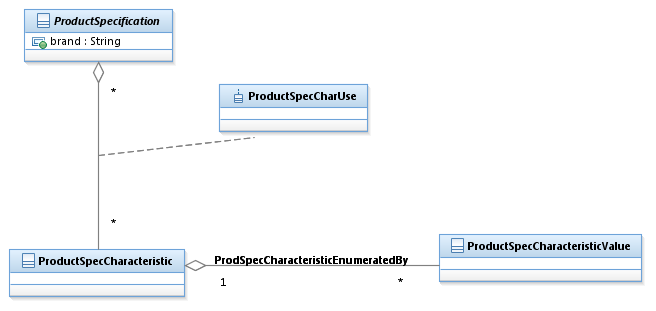 ProductSpecification
brand : String
*
ProductSpecCharUse
*
ProductSpecCharacteristic
ProdSpecCharacteristicEnumeratedBy
ProductSpecCharacteristicValue
1
*